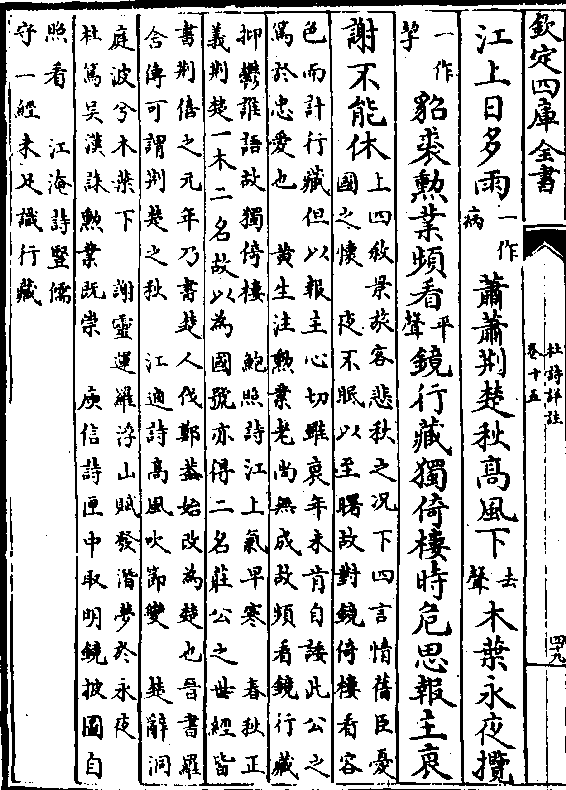 欽定四庫全書
杜詩詳註
卷十五
四九
江上日多雨一作病蕭蕭荆楚秋高風下去聲木葉永夜攬
一作
貂裘勲業頻看平聲鏡行藏獨倚樓時危思報主衰
謝不能休上四敘景旅客悲秋之况下四言情舊臣憂
國之懷 夜不眠以至曙故對鏡倚樓看容
色而計行藏但以報主心切雖衰年未肯自諉此公之
篤於忠愛也 黄生注勲業老尚無成故頻看鏡行藏
抑鬱誰語故獨倚樓 鮑照詩江上氣早寒 春秋正
義荆楚一木二名故以為國號亦得二名莊公之世經皆
書荆僖之元年乃書楚人伐鄭葢始改為楚也晉書羅
含傳可謂荆楚之秋 江逌詩高風吹節變 楚辭洞
庭波兮木葉下 謝靈運羅浮山賦發潛夢於永夜
杜篤吳漢誄勲業既崇 庾信詩匣中取明鏡披圖自
照看 江淹詩豎儒
守一經未足識行藏